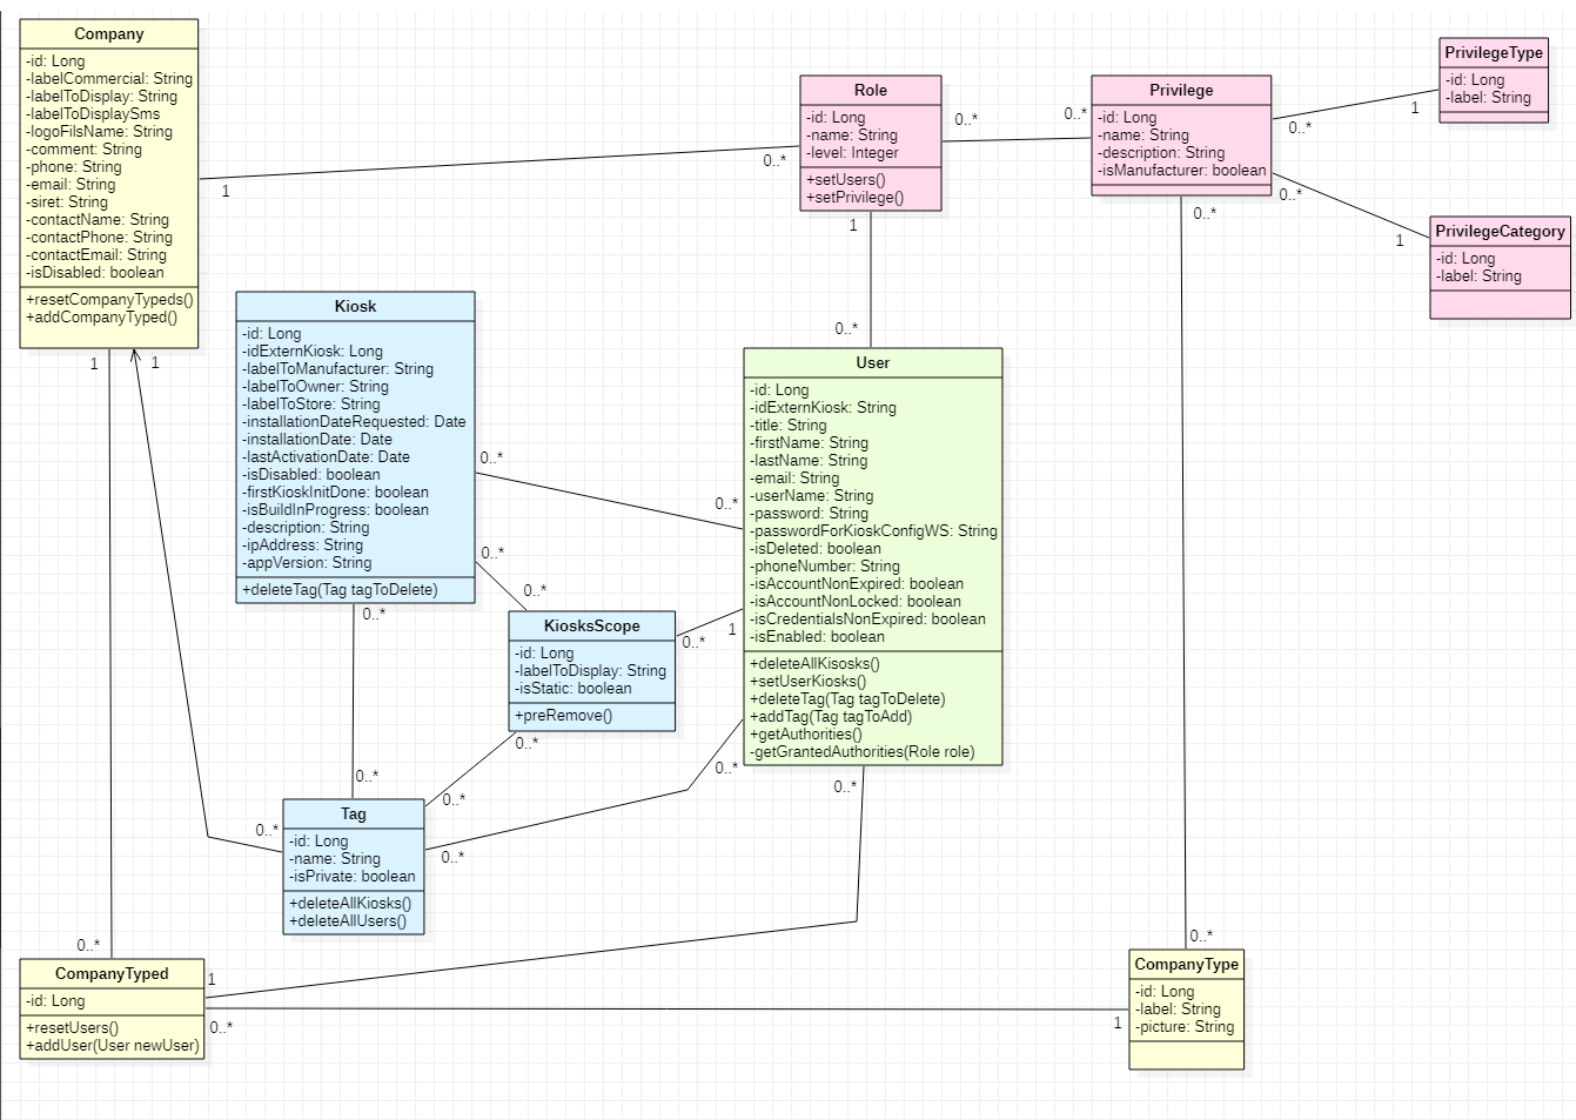 Company
-id: Long
-labelCommercial: String
-labelToDisplay: String
-labelToDisplaySms
-logoFilsName: String
-comment: String
-phone: String
-email: String
-siret: String
-contactName: String
-contactPhone: String
-contactEmail: String
-isDisabled: boolean
+resetCompanyTypeds()
+addCompanyTyped()
1
1
1
0..*
Role
-id: Long
-name: String
-level: Integer
+setUsers()
+setPrivilege()
0..*
0..*
1
0..*
Privilege
-id: Long
-name: String
-description: String
-isManufacturer: boolean
0..*
1
0..*
1
0..*
PrivilegeType
-id: Long
-label: String
PrivilegeCategory
-id: Long
-label: String
Kiosk
-id: Long
-idExternKiosk: Long
-labelToManufacturer: String
-labelToOwner: String
-labelToStore: String
-installationDateRequested: Date
-installationDate: Date
-lastActivationDate: Date
-isDisabled: boolean
-firstKioskInitDone: boolean
-isBuildInProgress: boolean
-description: String
-ipAddress: String
-appVersion: String
+deleteTag(Tag tagToDelete)
0..*
0..*
0..*
0..*
0..*
User
-id: Long
-idExternKiosk: String
-title: String
-firstName: String
-lastName: String
-email: String
-userName: String
-password: String
-passwordForKioskConfigWS: String
-isDeleted: boolean
-phoneNumber: String
-isAccountNonExpired: boolean
-isAccountNonLocked: boolean
-isCredentialsNonExpired: boolean
-isEnabled: boolean
+deleteAllKisosks()
+setUserKiosks()
+deleteTag(Tag tagToDelete)
+addTag(Tag tagToAdd)
+getAuthorities()
-getGrantedAuthorities(Role role)
KiosksScope
-id: Long
-labelToDisplay: String
-isStatic: boolean
+preRemove()
0..*
1
0..*
0..*
0..*
0..*
0..*
0..*
0..*
Tag
-id: Long
-name: String
-isPrivate: boolean
+deleteAllKiosks()
+deleteAllUsers()
0..*
CompanyTyped
-id: Long
+resetUsers()
+addUser(User newUser)
1
0..*
1
0..*
CompanyType
-id: Long
-label: String
-picture: String